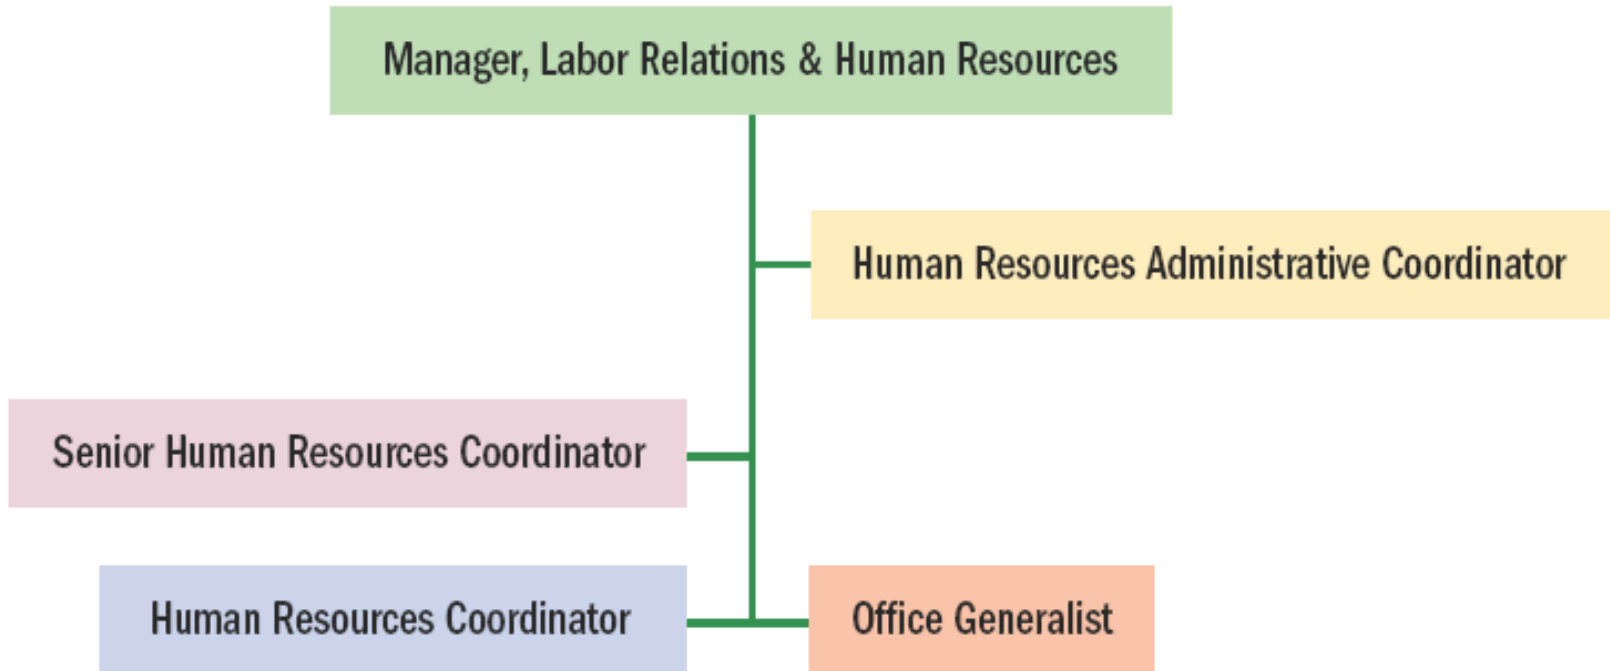 Manager, Labor Relations & Human Resources
Human Resources Administrative Coordinator
Senior Human Resources Coordinator
Human Resources Coordinator
Office Generalist